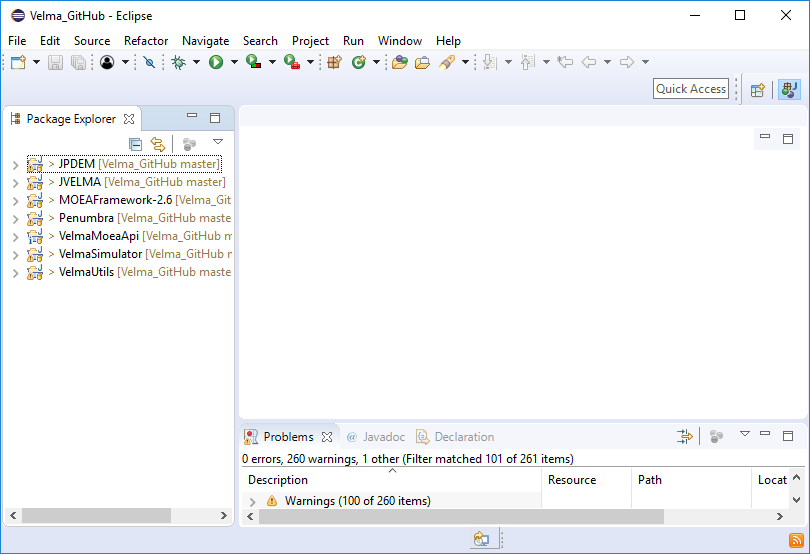 Velma_GitHub - Eclipse
File Edit Source Refactor Navigate Search Project Run Window Help
Quick Access
Package Explorer
> JPDEM [Velma_GitHub master]
> JVELMA [Velma_GitHub master]
> MOEAFramework-2.6 [Velma_Git
> Penumbra [Velma_GitHub maste
> VelmaMoeaApi [Velma_GitHub m
> VelmaSimulator [Velma_GitHub r
> VelmaUtils [Velma_GitHub maste
Problems @ Javadoc Declaration
0 errors, 260 warnings, 1 other (Filter matched 101 of 261 items)
Description Resource Path Locat
Warnings (100 of 260 items)